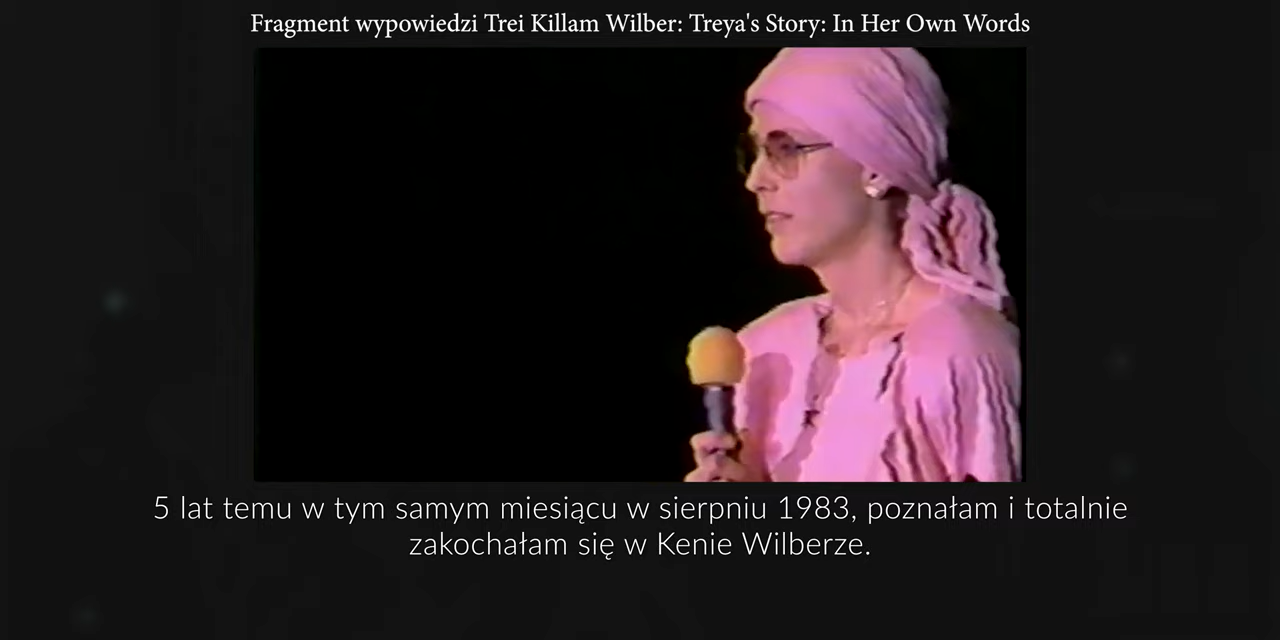 Fragment wypowiedzi Trei Killam Wilber: Treya's Story: In Her Own Words
5 lat temu w tym samym miesiącu w sierpniu 1983, poznałam i totalnie
zakochałam się w Kenie Wilberze.